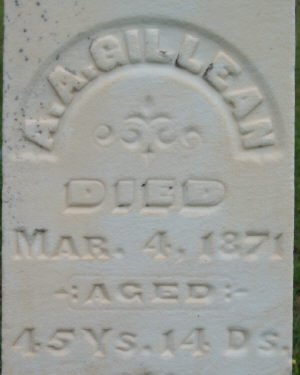 A.A. GILLEAN
DIED
MAR. 4, 1871
AGED
45 YS. 14 DS.